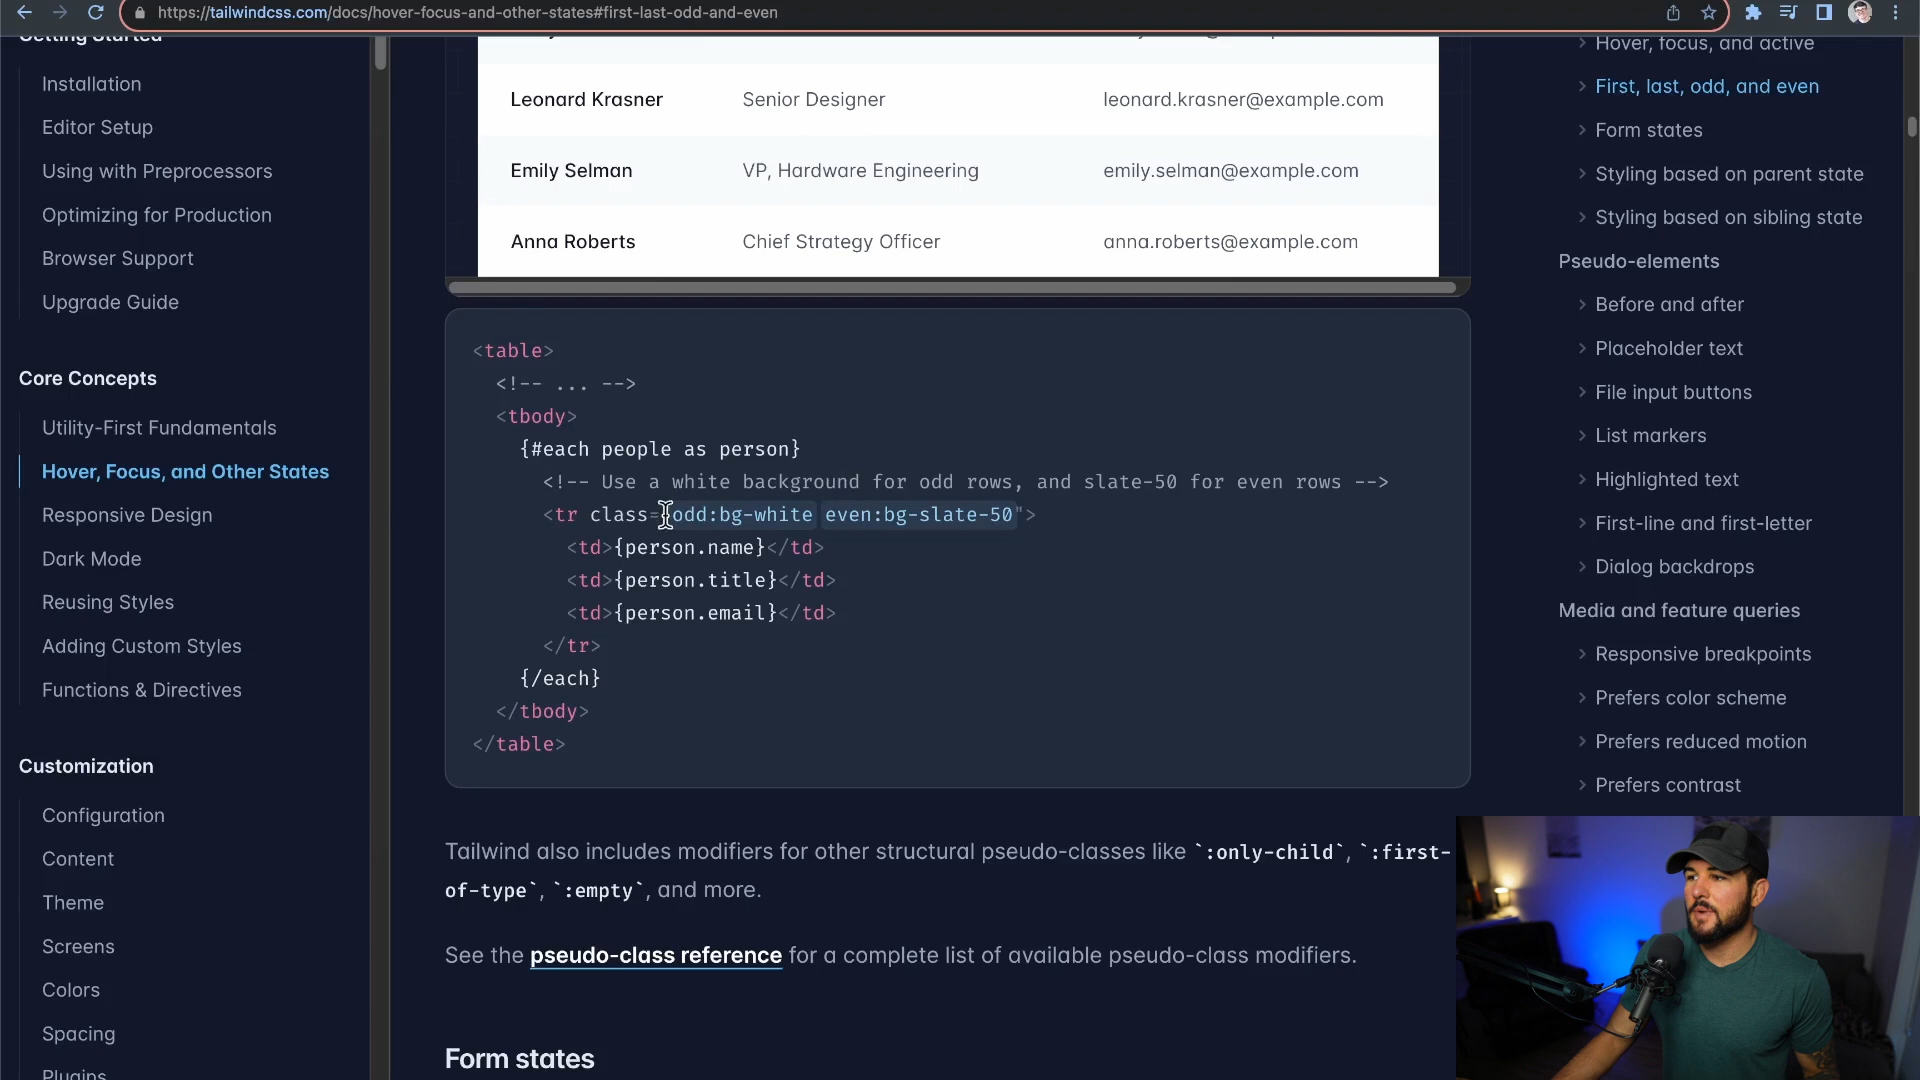 https://tailwindcss.com/docs/hover-focus-and-other-states#first-last-odd-and-even
Getting Started
Installation
Editor Setup
Using with Preprocessors
Optimizing for Production
Browser Support
Upgrade Guide
Core Concepts
Utility-First Fundamentals
Hover, Focus, and Other States
Responsive Design
Dark Mode
Reusing Styles
Adding Custom Styles
Functions & Directives
Customization
Configuration
Content
Theme
Screens
Colors
Spacing
Plugins
Leonard Krasner Senior Designer leonard.krasner@example.com
Emily Selman VP, Hardware Engineering emily.selman@example.com
Anna Roberts Chief Strategy Officer anna.roberts@example.com
<table>
<!-- ... -->
<tbody>
{#each people as person}
<!-- Use a white background for odd rows, and slate-50 for even rows -->
<tr class="odd:bg-white even:bg-slate-50">
<td>{person.name}</td>
<td>{person.title}</td>
<td>{person.email}</td>
</tr>
{/each}
</tbody>
</table>
Tailwind also includes modifiers for other structural pseudo-classes like `:only-child`, `:first-
of-type`, `:empty`, and more.
See the pseudo-class reference for a complete list of available pseudo-class modifiers.
Form states
Hover, focus, and active
First, last, odd, and even
Form states
Styling based on parent state
Styling based on sibling state
Pseudo-elements
Before and after
Placeholder text
File input buttons
List markers
Highlighted text
First-line and first-letter
Dialog backdrops
Media and feature queries
Responsive breakpoints
Prefers color scheme
Prefers reduced motion
Prefers contrast